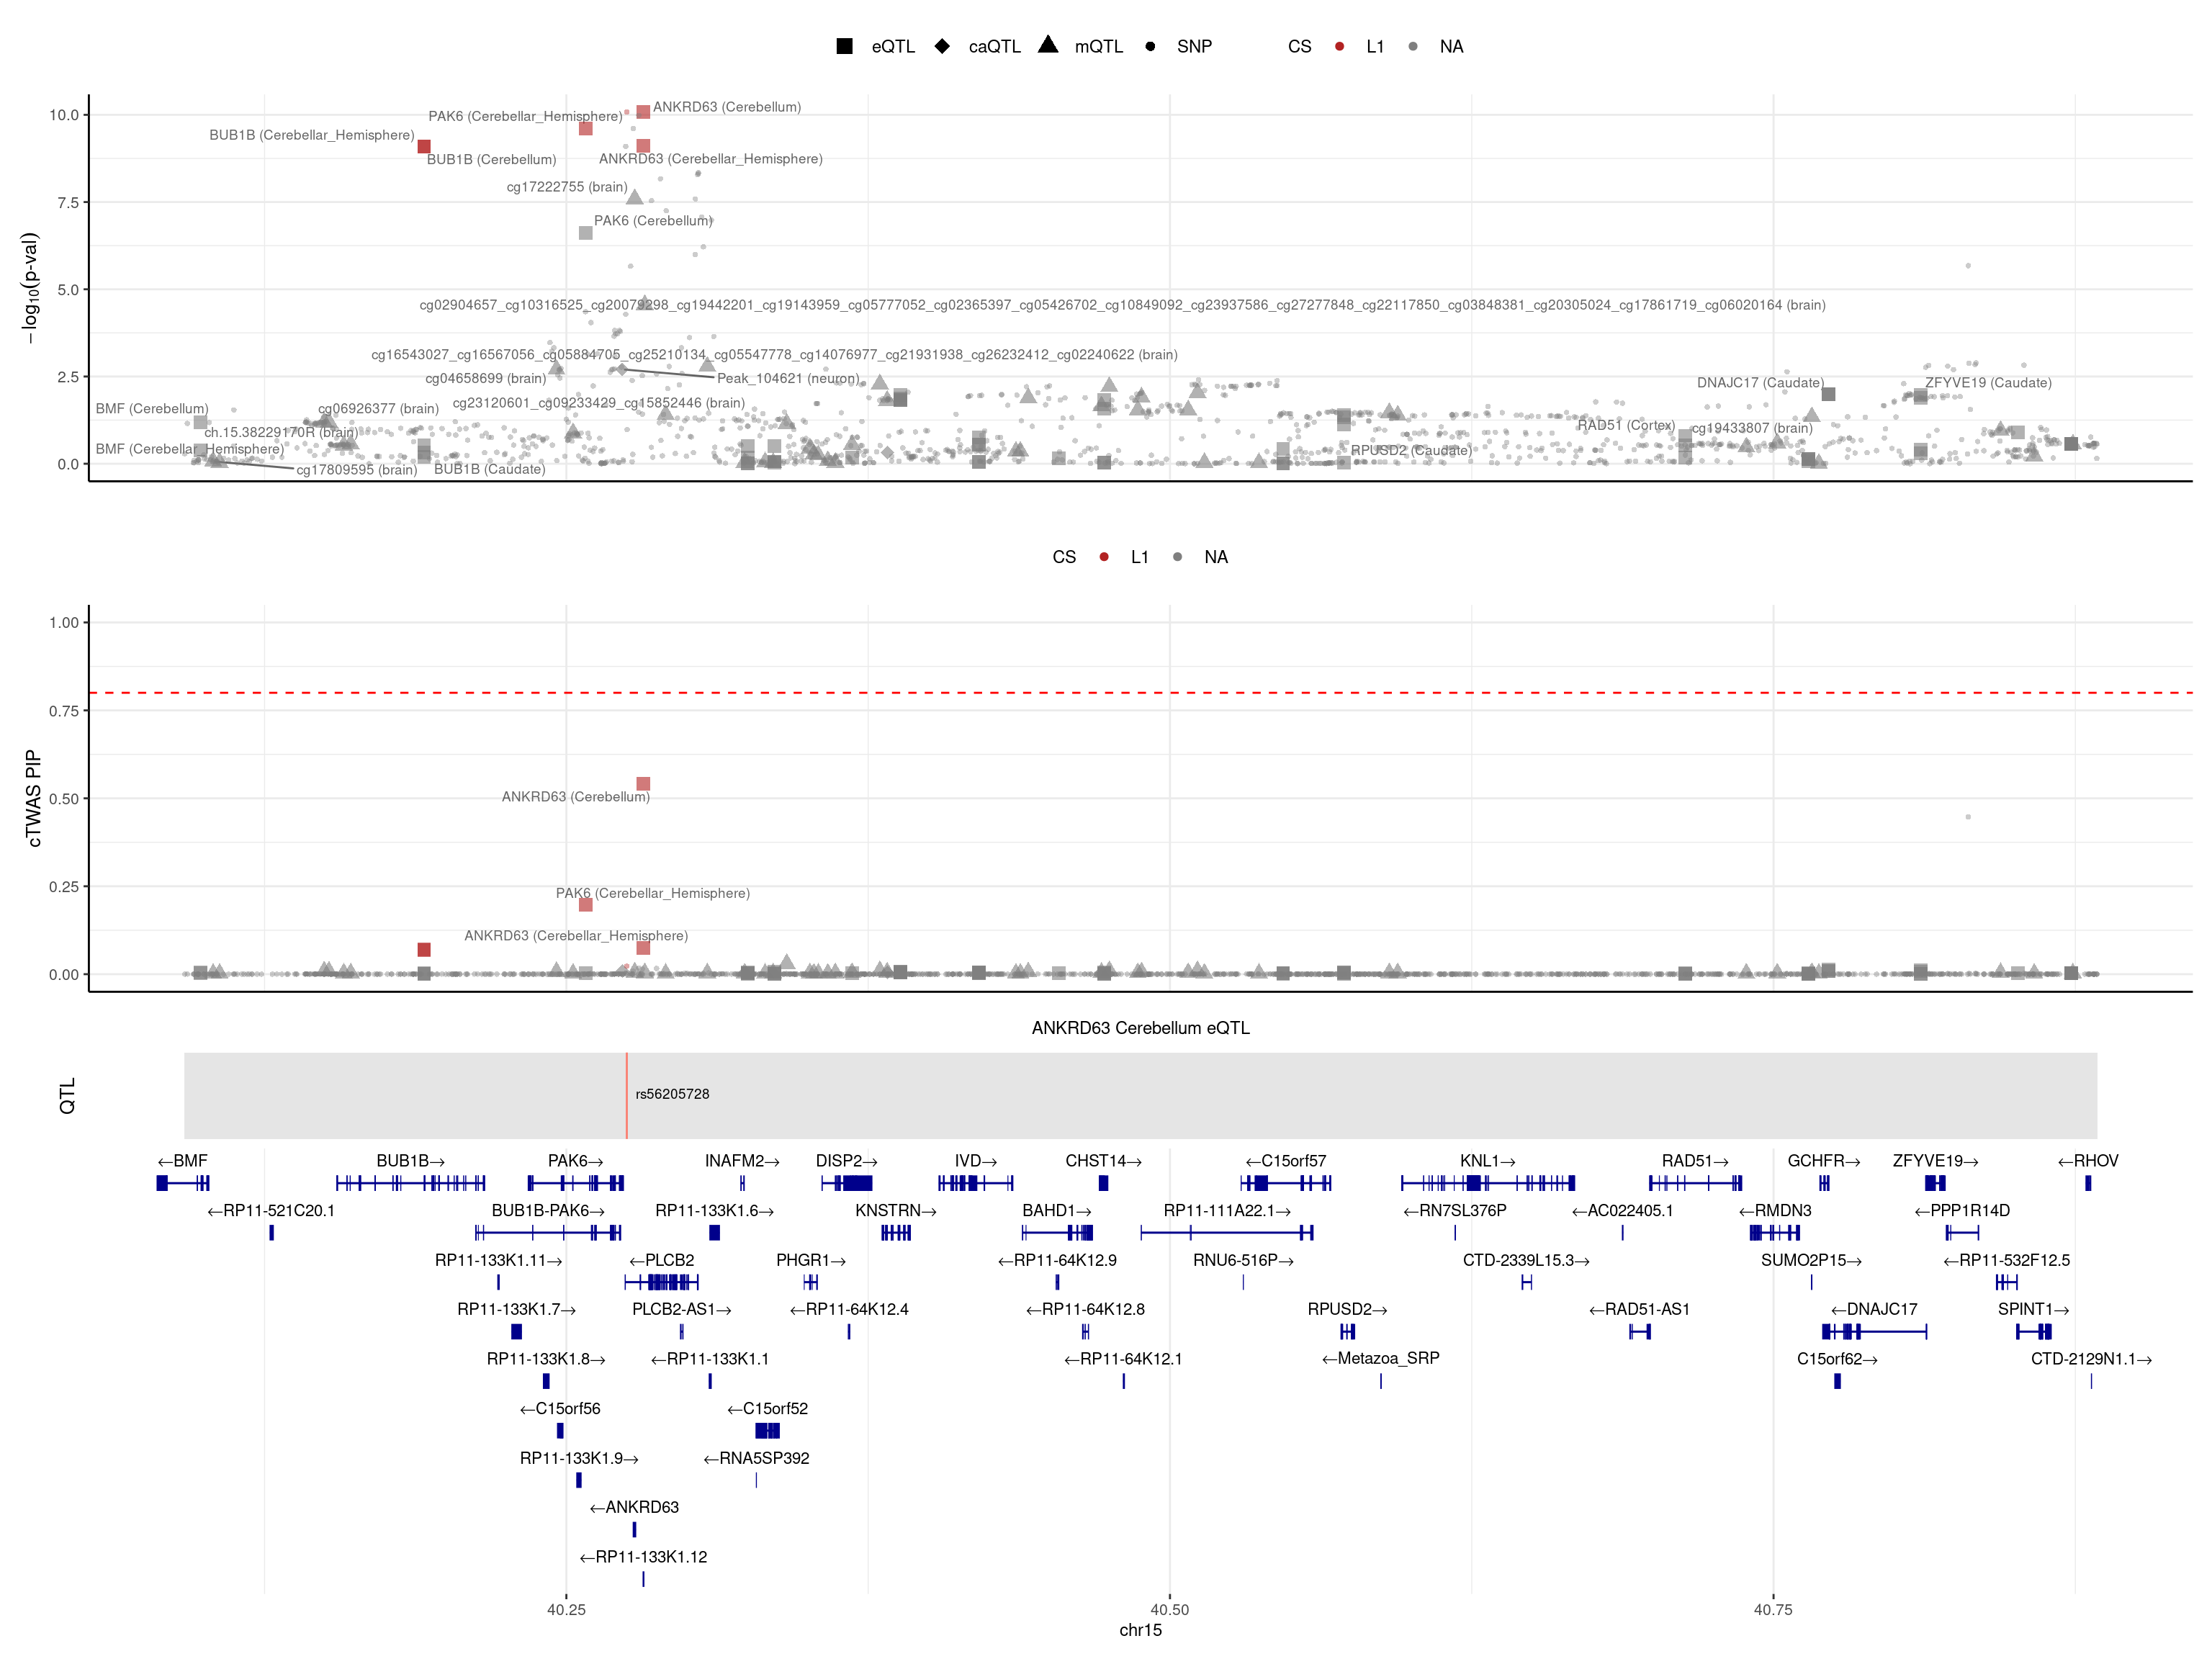 eQTL caQTL mQTL SNP CS L1 NA
10.0
7.5
5.0
2.5
0.0
−log10(p-val)
ANKRD63 (Cerebellum)
PAK6 (Cerebellar_Hemisphere)
BUB1B (Cerebellar_Hemisphere)
BUB1B (Cerebellum)
ANKRD63 (Cerebellar_Hemisphere)
cg17222755 (brain)
PAK6 (Cerebellum)
cg02904657_cg10316525_cg20079298_cg19442201_cg19143959_cg05777052_cg02365397_cg05426702_cg10849092_cg23937586_cg27277848_cg22117850_cg03848381_cg20305024_cg17861719_cg06020164 (brain)
cg16543027_cg16567056_cg05884705_cg25210134_cg05547778_cg14076977_cg21931938_cg26232412_cg02240622 (brain)
cg04658699 (brain)
Peak_104621 (neuron)
DNAJC17 (Caudate)
ZFYVE19 (Caudate)
BMF (Cerebellum)
cg06926377 (brain)
cg23120601_cg09233429_cg15852446 (brain)
ch.15.38229170R (brain)
RAD51 (Cortex)
cg19433807 (brain)
BMF (Cerebellar_Hemisphere)
RPUSD2 (Caudate)
cg17809595 (brain)
BUB1B (Caudate)
CS L1 NA
1.00
0.75
0.50
0.25
0.00
cTWAS PIP
ANKRD63 (Cerebellum)
PAK6 (Cerebellar_Hemisphere)
ANKRD63 (Cerebellar_Hemisphere)
ANKRD63 Cerebellum eQTL
QTL
rs56205728
←BMF BUB1B→ PAK6→ INAFM2→ DISP2→ IVD→ CHST14→ ←C15orf57 KNL1→ RAD51→ GCHFR→ ZFYVE19→ ←RHOV
←RP11-521C20.1 BUB1B-PAK6→ RP11-133K1.6→ KNSTRN→ BAHD1→ RP11-111A22.1→ ←RN7SL376P ←AC022405.1 ←RMDN3 ←PPP1R14D
RP11-133K1.11→ ←PLCB2 PHGR1→ ←RP11-64K12.9 RNU6-516P→ CTD-2339L15.3→ SUMO2P15→ ←RP11-532F12.5
RP11-133K1.7→ PLCB2-AS1→ ←RP11-64K12.4 ←RP11-64K12.8 RPUSD2→ ←RAD51-AS1 ←DNAJC17 SPINT1→
RP11-133K1.8→ ←RP11-133K1.1 ←RP11-64K12.1 ←Metazoa_SRP C15orf62→ CTD-2129N1.1→
←C15orf56 ←C15orf52
RP11-133K1.9→ ←RNA5SP392
←ANKRD63
←RP11-133K1.12
40.25 40.50 40.75
chr15